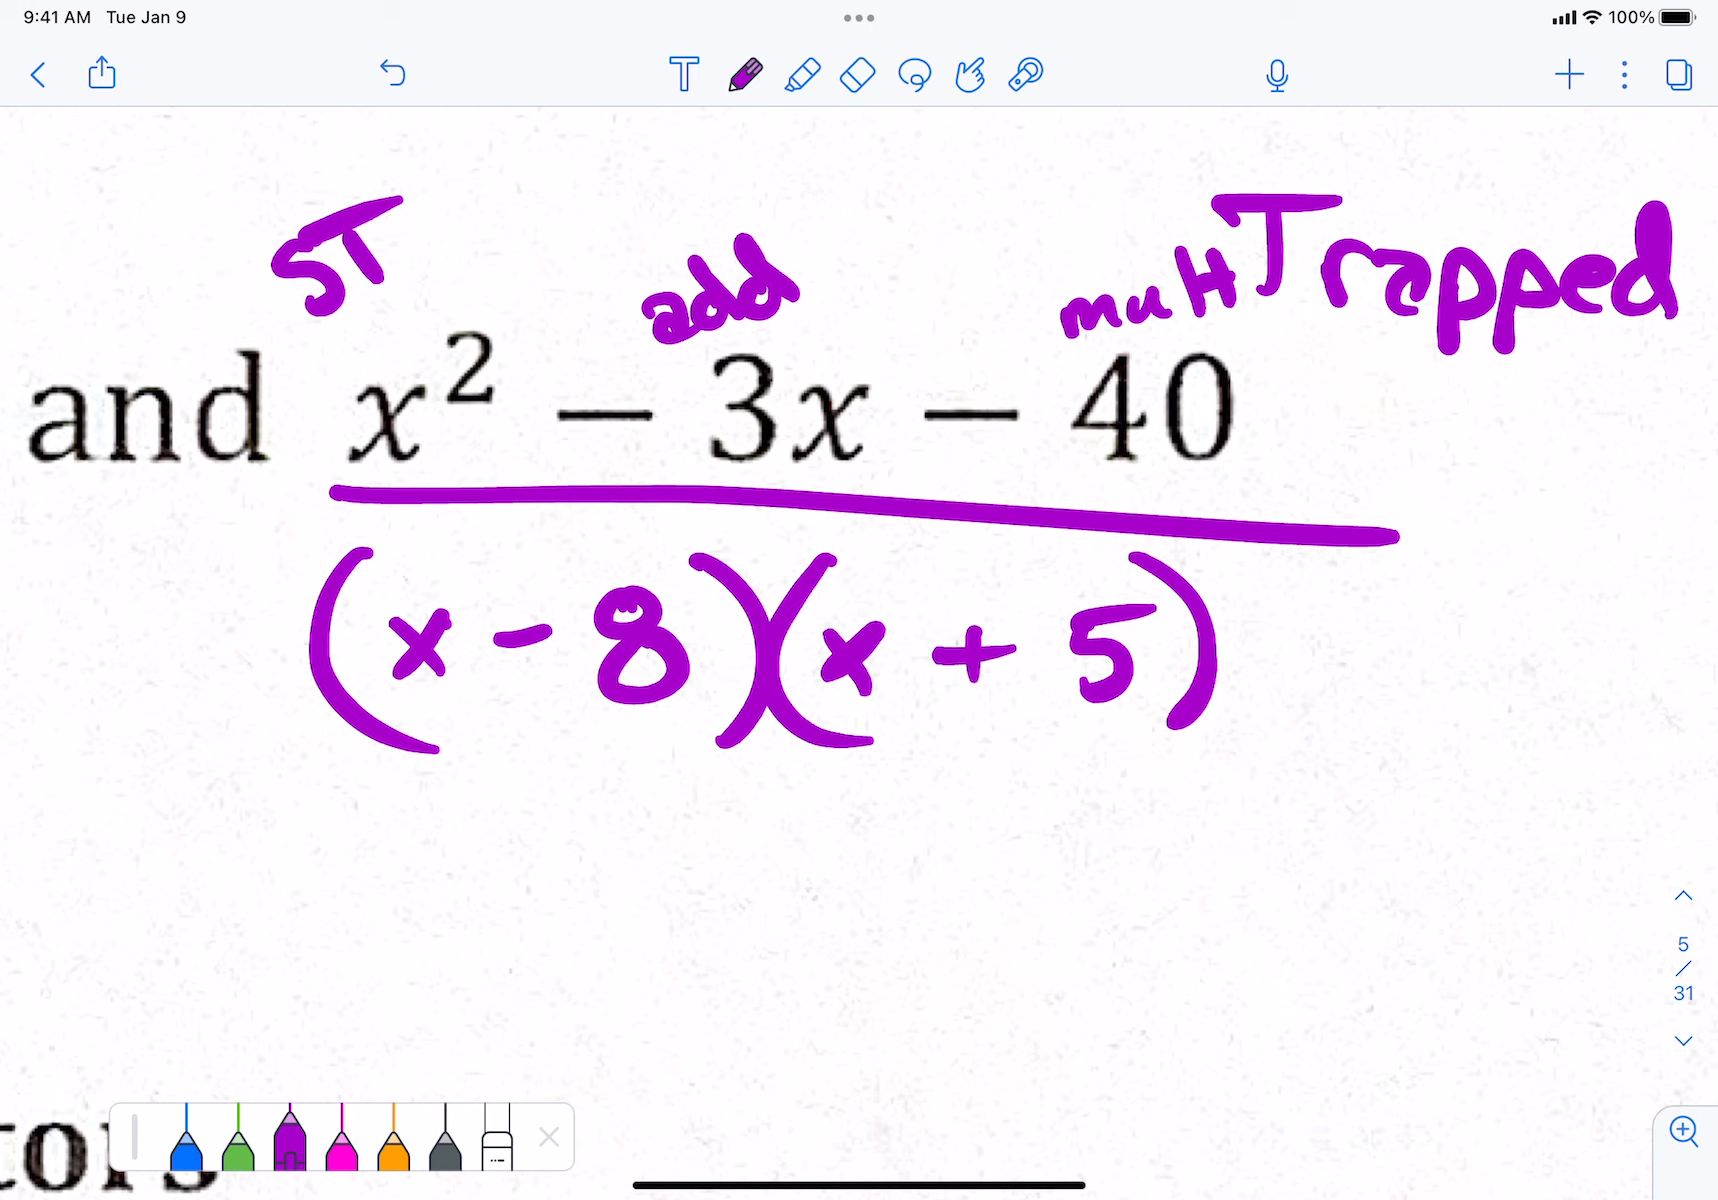 9:41 AM Tue Jan 9 100%
ST add mult Trapped
and x² − 3x − 40
(x - 8)(x + 5)
5
/
31
tors